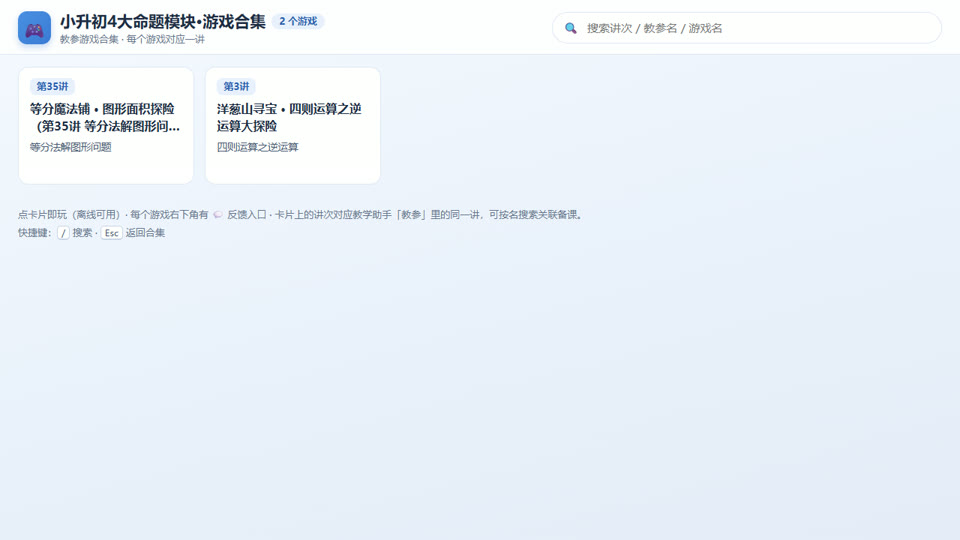 小升初4大命题模块·游戏合集 2 个游戏
教参游戏合集 · 每个游戏对应一讲
搜索讲次 / 教参名 / 游戏名
第35讲
等分魔法铺 · 图形面积探险
（第35讲 等分法解图形问...
等分法解图形问题
第3讲
洋葱山寻宝 · 四则运算之逆
运算大探险
四则运算之逆运算
点卡片即玩（离线可用）· 每个游戏右下角有 反馈入口 · 卡片上的讲次对应教学助手「教参」里的同一讲，可按名搜索关联备课。
快捷键： / 搜索 · Esc 返回合集